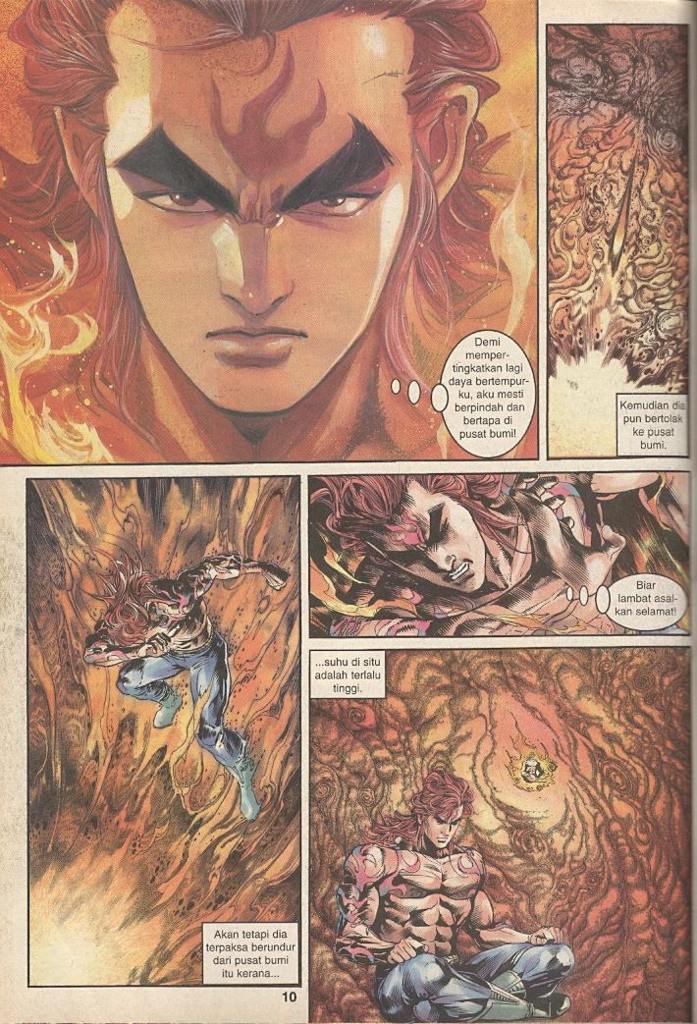 Demi
memper-
tingkatkan lagi
daya bertempur-
ku, aku mesti
berpindah dan
bertapa di
pusat bumi!
Kemudian dia
pun bertolak
ke pusat
bumi.
Akan tetapi dia
terpaksa berundur
dari pusat bumi
itu kerana...
Biar
lambat asal-
kan selamat!
...suhu di situ
adalah terlalu
tinggi.
10